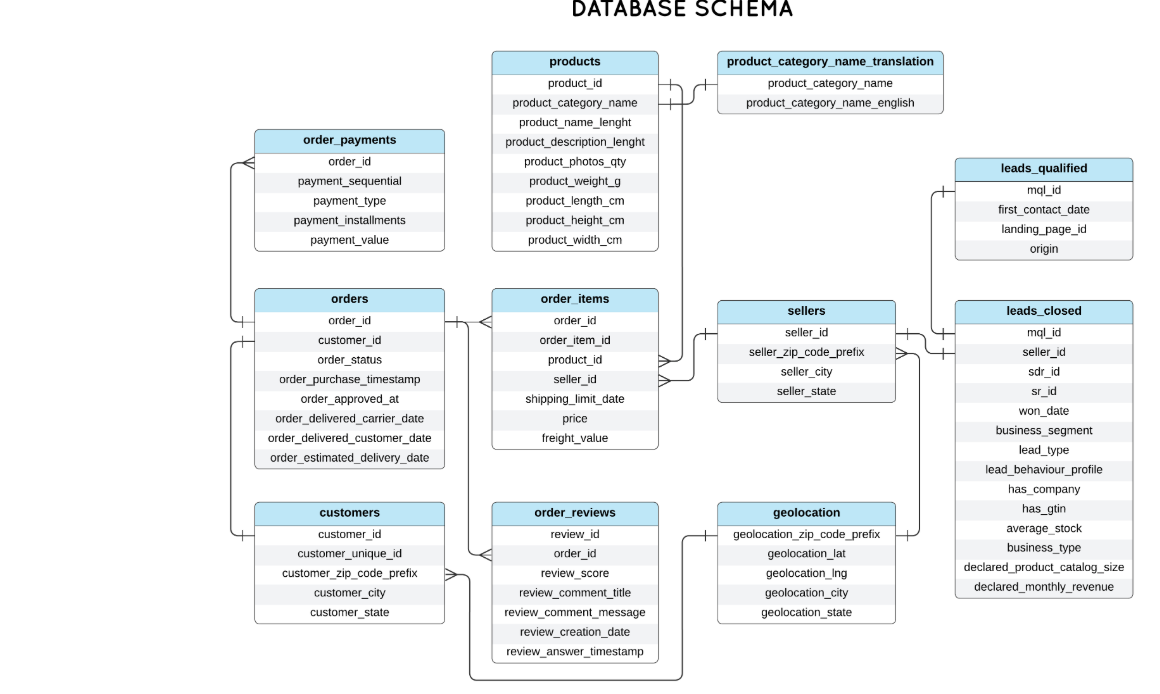 DATABASE SCHEMA
products
product_id
product_category_name
product_name_lenght
product_description_lenght
product_photos_qty
product_weight_g
product_length_cm
product_height_cm
product_width_cm
product_category_name_translation
product_category_name
product_category_name_english
order_payments
order_id
payment_sequential
payment_type
payment_installments
payment_value
leads_qualified
mql_id
first_contact_date
landing_page_id
origin
orders
order_id
customer_id
order_status
order_purchase_timestamp
order_approved_at
order_delivered_carrier_date
order_delivered_customer_date
order_estimated_delivery_date
order_items
order_id
order_item_id
product_id
seller_id
shipping_limit_date
price
freight_value
sellers
seller_id
seller_zip_code_prefix
seller_city
seller_state
leads_closed
mql_id
seller_id
sdr_id
sr_id
won_date
business_segment
lead_type
lead_behaviour_profile
has_company
has_gtin
average_stock
business_type
declared_product_catalog_size
declared_monthly_revenue
customers
customer_id
customer_unique_id
customer_zip_code_prefix
customer_city
customer_state
order_reviews
review_id
order_id
review_score
review_comment_title
review_comment_message
review_creation_date
review_answer_timestamp
geolocation
geolocation_zip_code_prefix
geolocation_lat
geolocation_lng
geolocation_city
geolocation_state